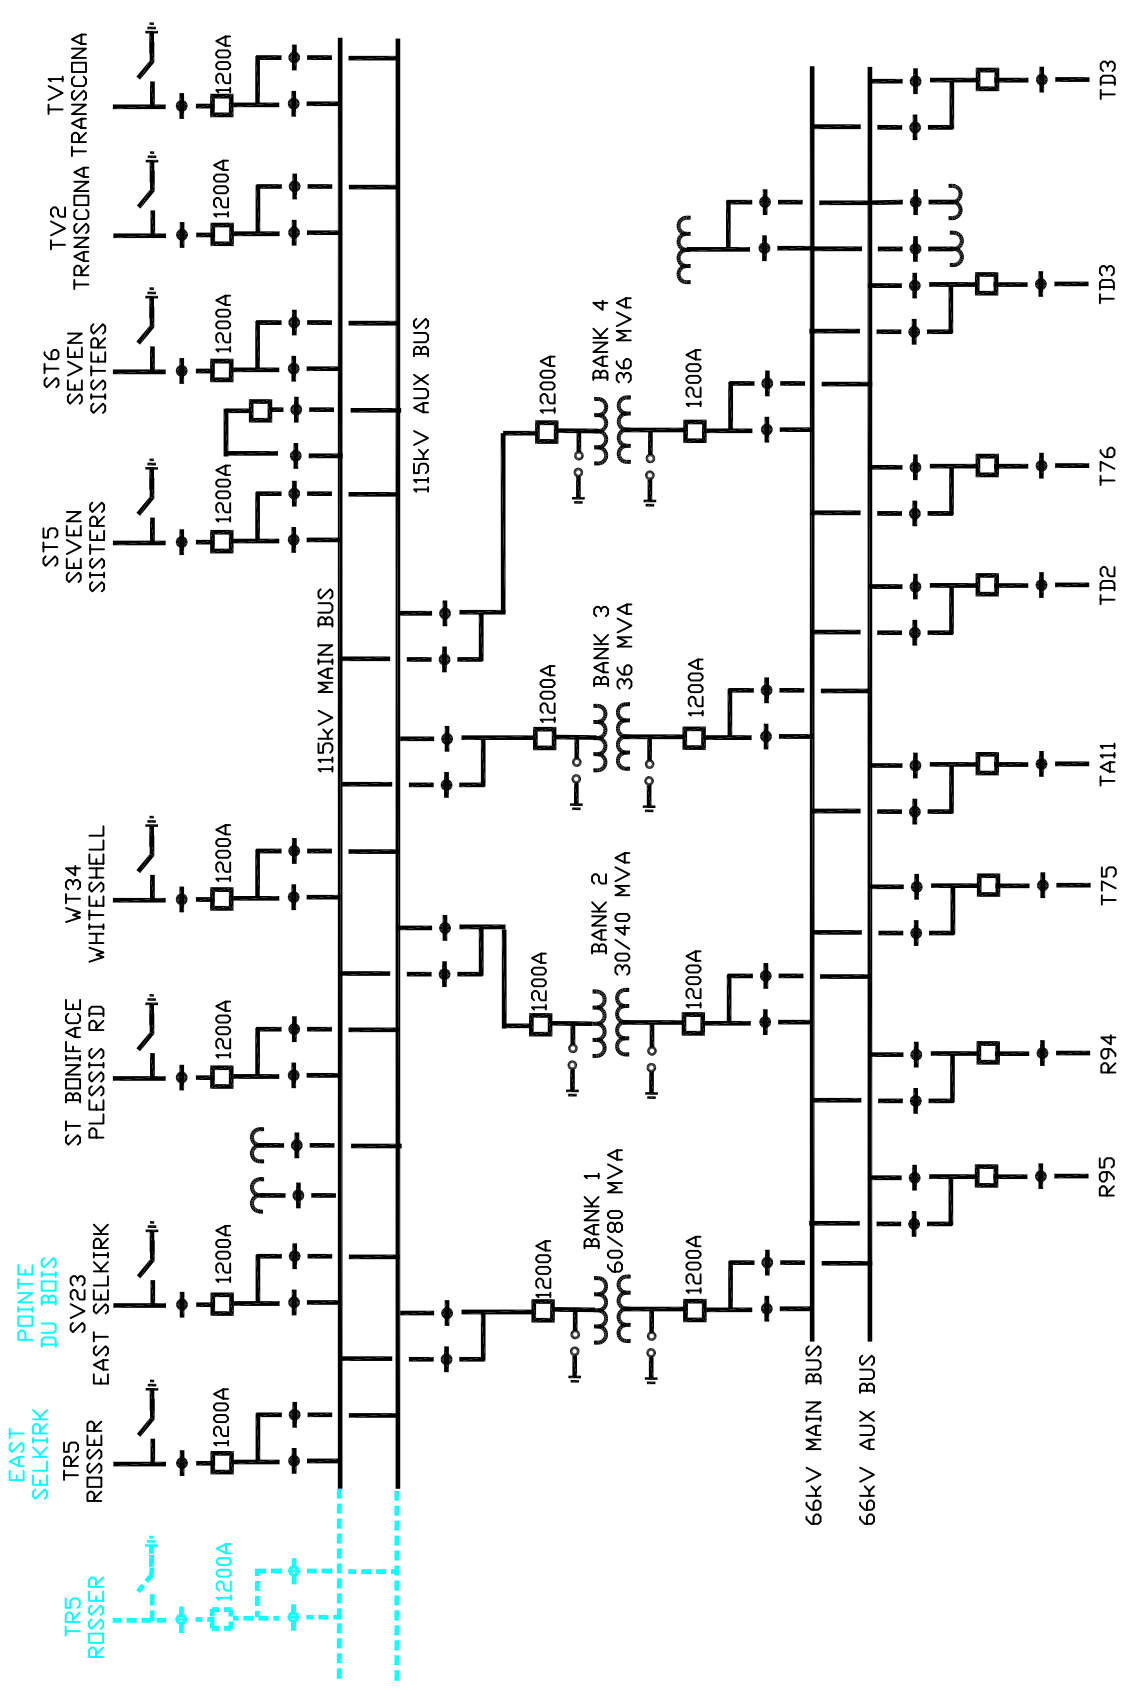 TR5
ROSSER
1200A
EAST
SELKIRK
TR5
ROSSER
1200A
POINTE
DU BOIS
SV23
EAST SELKIRK
1200A
ST BONIFACE
PLESSIS RD
1200A
WT34
WHITESHELL
1200A
ST5
SEVEN
SISTERS
1200A
ST6
SEVEN
SISTERS
1200A
TV2
TRANSCONA
1200A
TV1
TRANSCONA
1200A
115kV MAIN BUS
115kV AUX BUS
1200A
BANK 1
60/80 MVA
1200A
1200A
BANK 2
30/40 MVA
1200A
1200A
BANK 3
36 MVA
1200A
1200A
BANK 4
36 MVA
1200A
66kV MAIN BUS
66kV AUX BUS
R95
R94
T75
TA11
TD2
T76
TD3
TD3